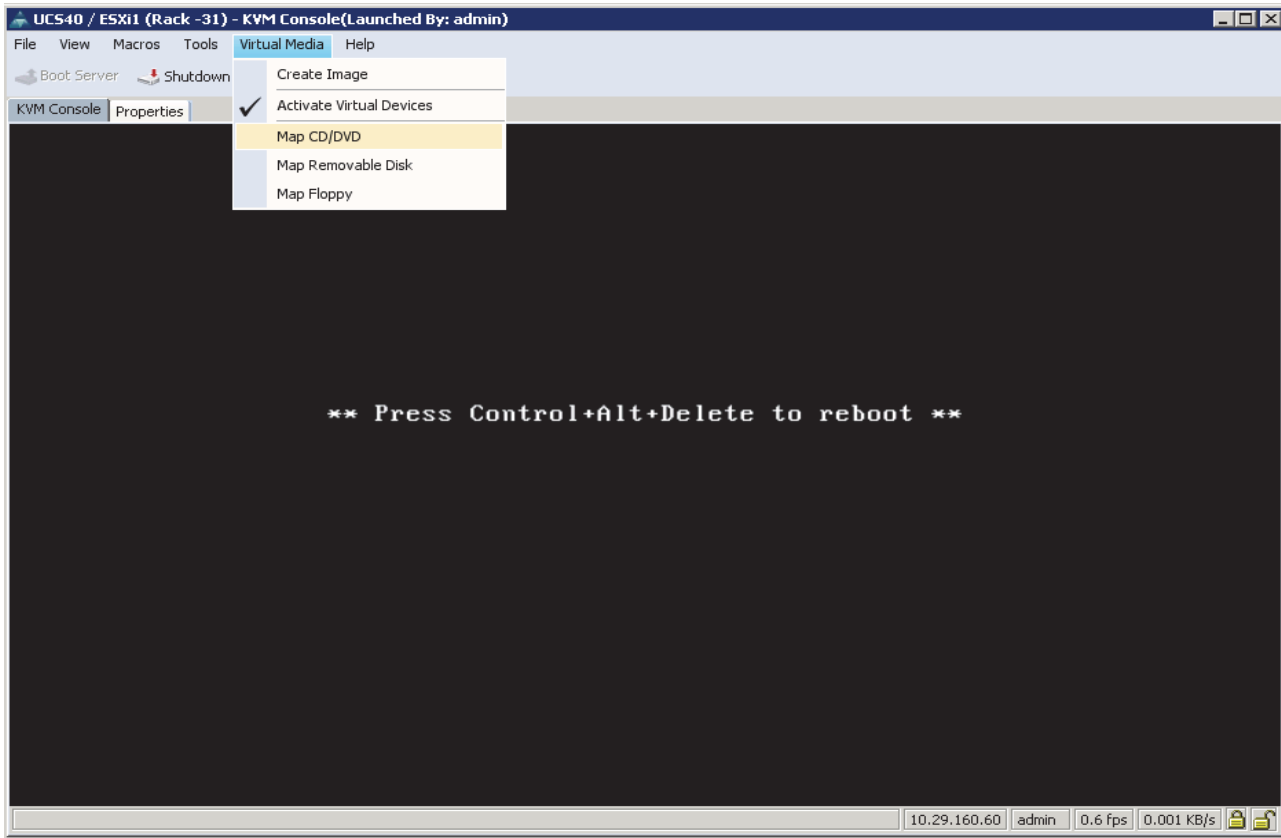 UCS40 / ESXi1 (Rack -31) - KVM Console(Launched By: admin)
File View Macros Tools Virtual Media Help
Boot Server Shutdown
Create Image
KVM Console Properties
Activate Virtual Devices
Map CD/DVD
Map Removable Disk
Map Floppy
** Press Control+Alt+Delete to reboot **
10.29.160.60 admin 0.6 fps 0.001 KB/s